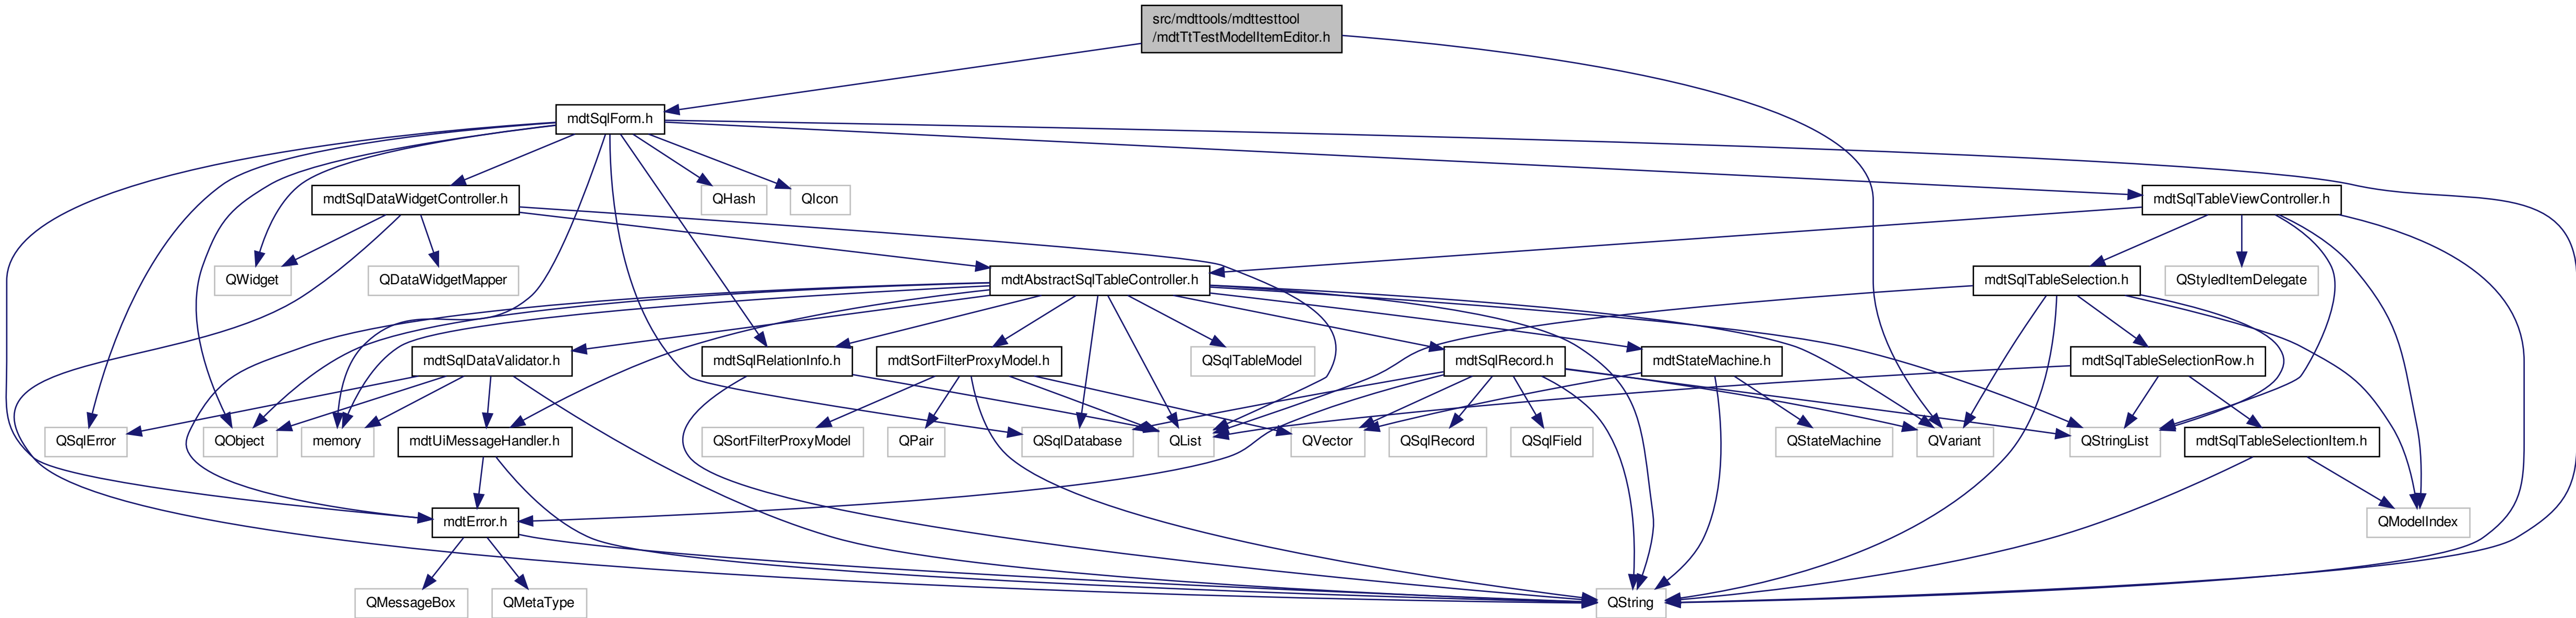 src/mdttools/mdttesttool
/mdtTtTestModelItemEditor.h
mdtSqlForm.h
mdtSqlDataWidgetController.h
QHash
QIcon
mdtSqlTableViewController.h
QWidget
QDataWidgetMapper
mdtAbstractSqlTableController.h
mdtSqlTableSelection.h
QStyledItemDelegate
mdtSqlDataValidator.h
mdtSqlRelationInfo.h
mdtSortFilterProxyModel.h
QSqlTableModel
mdtSqlRecord.h
mdtStateMachine.h
mdtSqlTableSelectionRow.h
QSqlError
QObject
memory
mdtUiMessageHandler.h
QSortFilterProxyModel
QPair
QSqlDatabase
QList
QVector
QSqlRecord
QSqlField
QStateMachine
QVariant
QStringList
mdtSqlTableSelectionItem.h
mdtError.h
QModelIndex
QMessageBox
QMetaType
QString